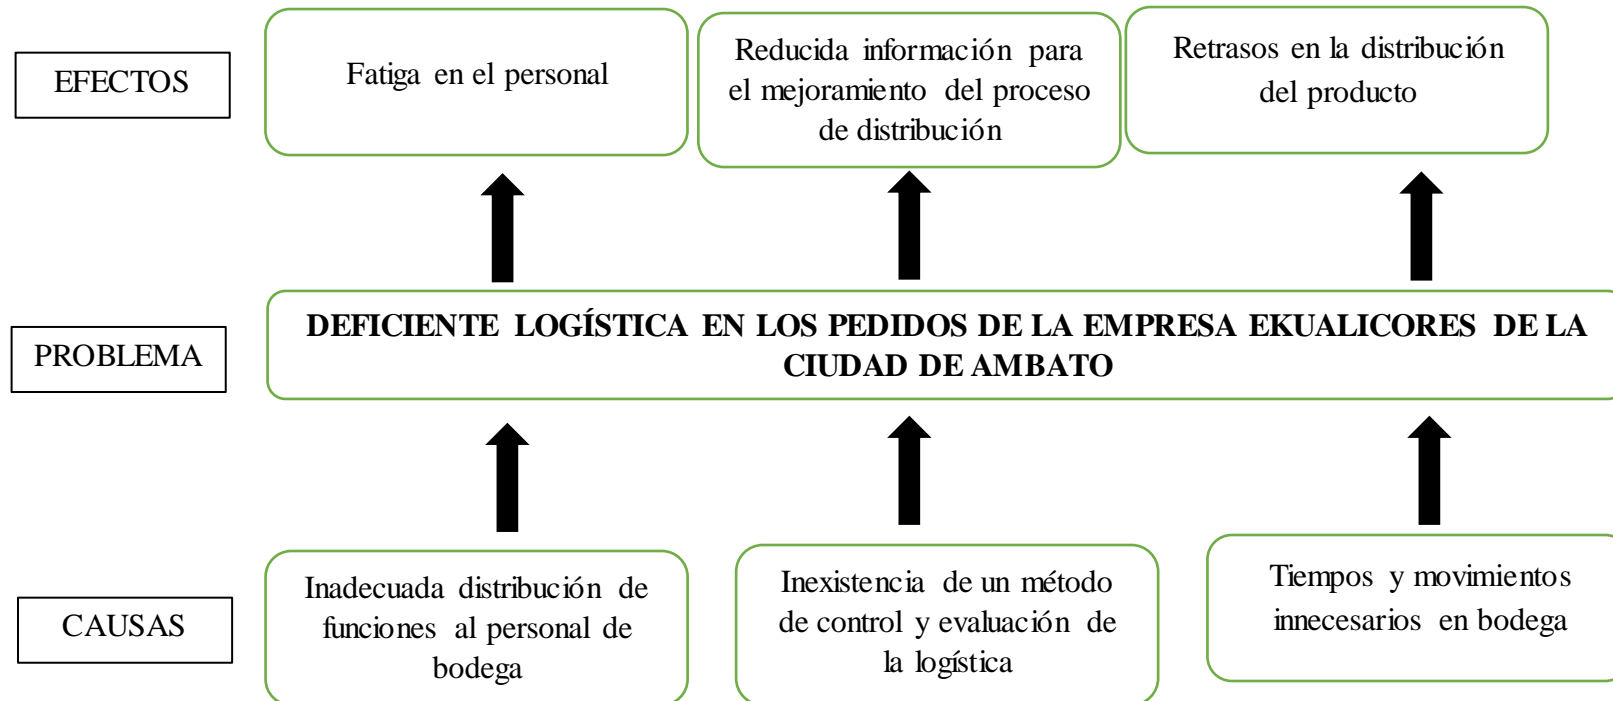 EFECTOS
Fatiga en el personal
Reducida información para
el mejoramiento del proceso
de distribución
Retrasos en la distribución
del producto
PROBLEMA
DEFICIENTE LOGÍSTICA EN LOS PEDIDOS DE LA EMPRESA EKUALICORES DE LA
CIUDAD DE AMBATO
CAUSAS
Inadecuada distribución de
funciones al personal de
bodega
Inexistencia de un método
de control y evaluación de
la logística
Tiempos y movimientos
innecesarios en bodega